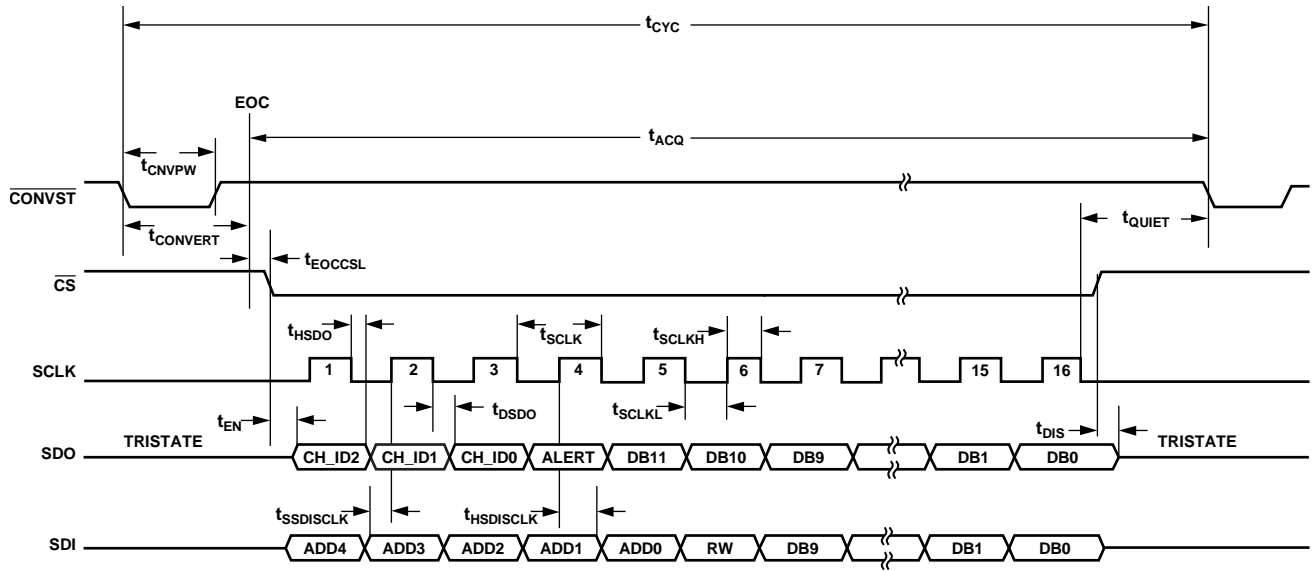 tCYC
EOC
tACQ
tCNVPW
CONVST
tCONVERT
tQUIET
tEOCCSL
CS
tHSDO
tSCLK
tSCLKH
SCLK 1 2 3 4 5 6 7 15 16
tEN
tDSDO
tSCLKL
tDIS
SDO TRISTATE CH_ID2 CH_ID1 CH_ID0 ALERT DB11 DB10 DB9 DB1 DB0 TRISTATE
tSSDISCLK
tHSDISCLK
SDI ADD4 ADD3 ADD2 ADD1 ADD0 RW DB9 DB1 DB0